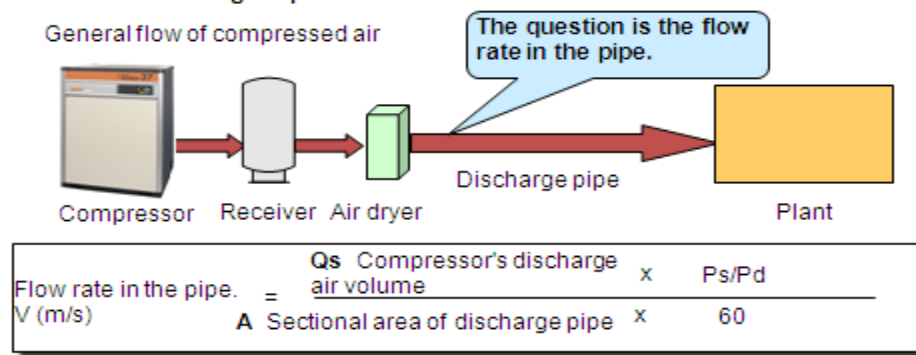 General flow of compressed air
The question is the flow
rate in the pipe.
Compressor
Receiver
Air dryer
Discharge pipe
Plant
Flow rate in the pipe.
V (m/s)
=
Qs Compressor's discharge
air volume
x
Ps/Pd
A Sectional area of discharge pipe
x
60